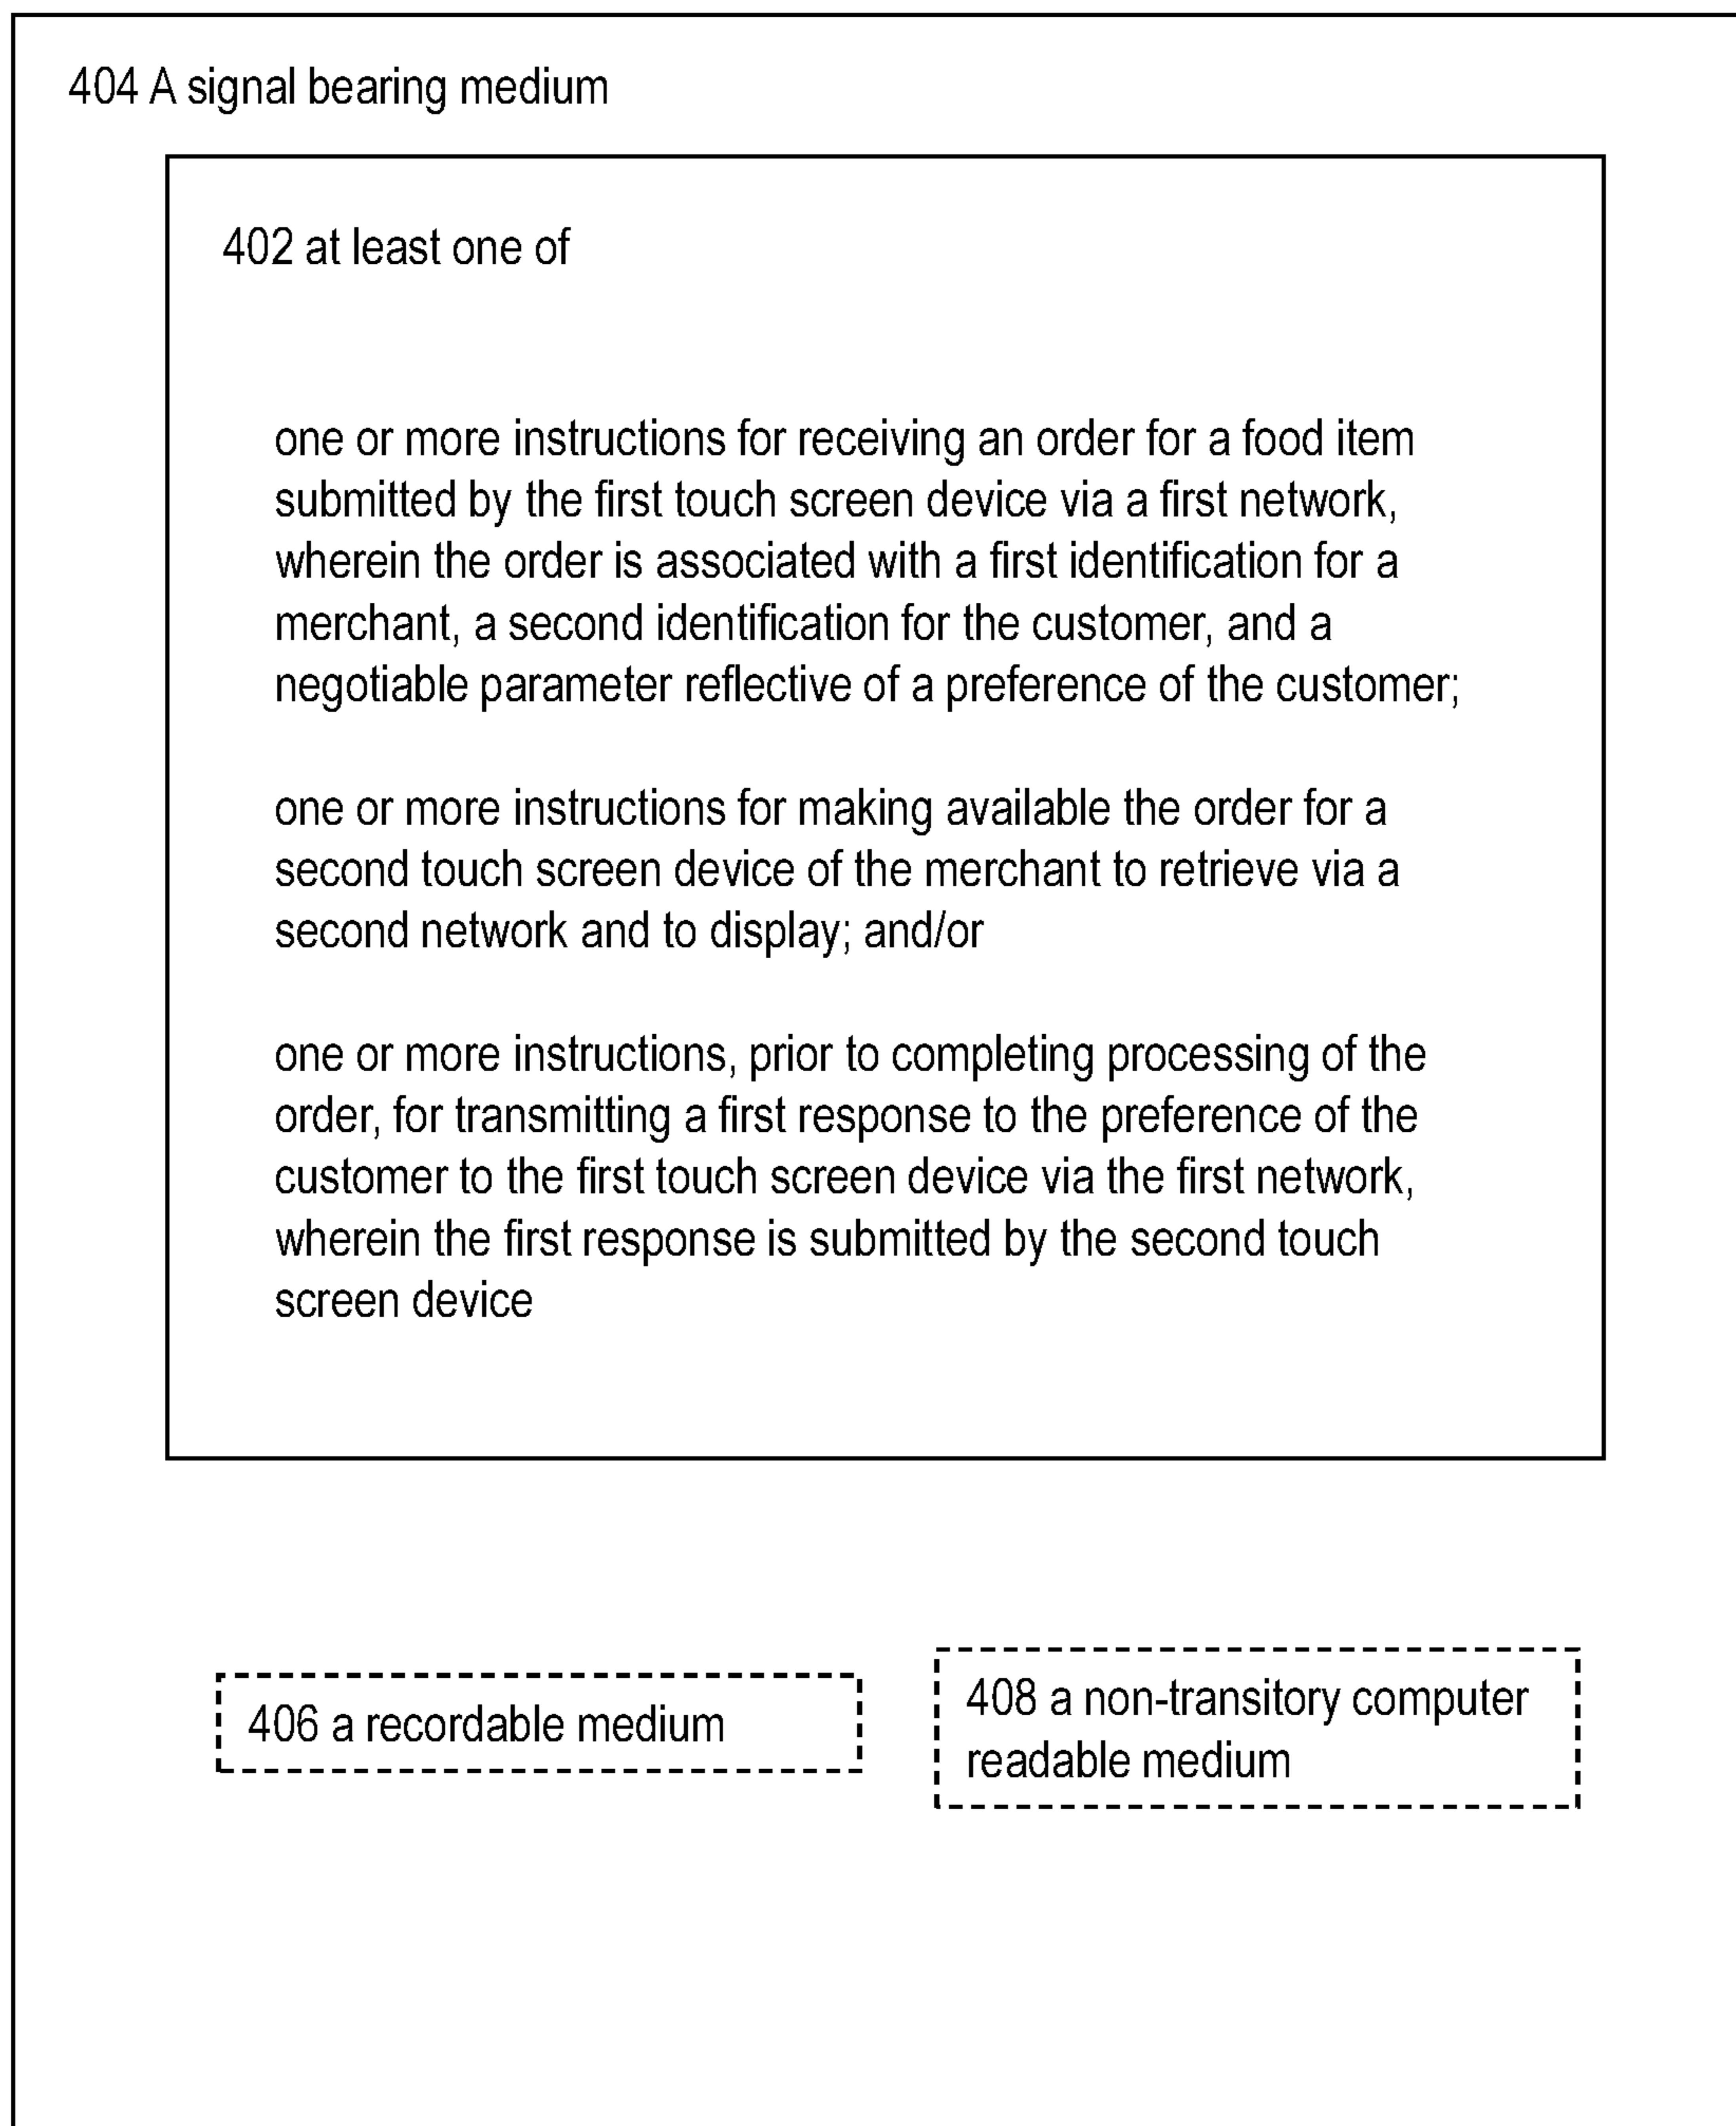 404 A signal bearing medium
402 at least one of
one or more instructions for receiving an order for a food item
submitted by the first touch screen device via a first network,
wherein the order is associated with a first identification for a
merchant, a second identification for the customer, and a
negotiable parameter reflective of a preference of the customer;
one or more instructions for making available the order for a
second touch screen device of the merchant to retrieve via a
second network and to display; and/or
one or more instructions, prior to completing processing of the
order, for transmitting a first response to the preference of the
customer to the first touch screen device via the first network,
wherein the first response is submitted by the second touch
screen device
406 a recordable medium
408 a non-transitory computer
readable medium